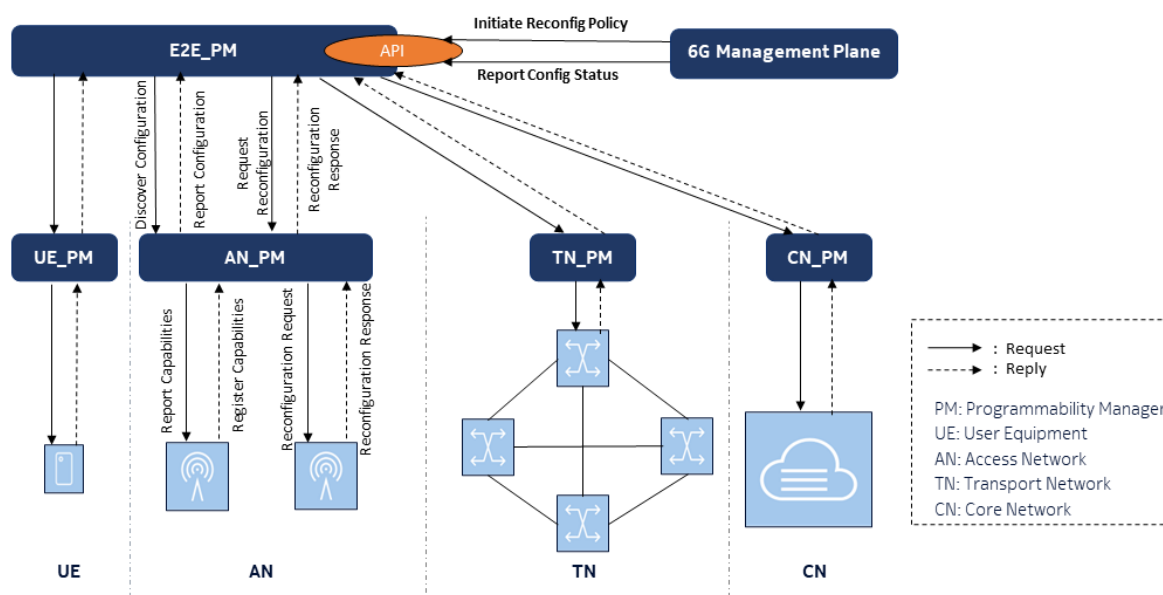 Initiate Reconfig Policy
E2E_PM
API
6G Management Plane
Report Config Status
Discover Configuration
Report Configuration
Request
Reconfiguration
Reconfiguration
Response
UE_PM
AN_PM
TN_PM
CN_PM
Report Capabilities
Register Capabilities
Reconfiguration Request
Reconfiguration Response
: Request
: Reply
PM: Programmability Manager
UE: User Equipment
AN: Access Network
TN: Transport Network
CN: Core Network
UE
AN
TN
CN